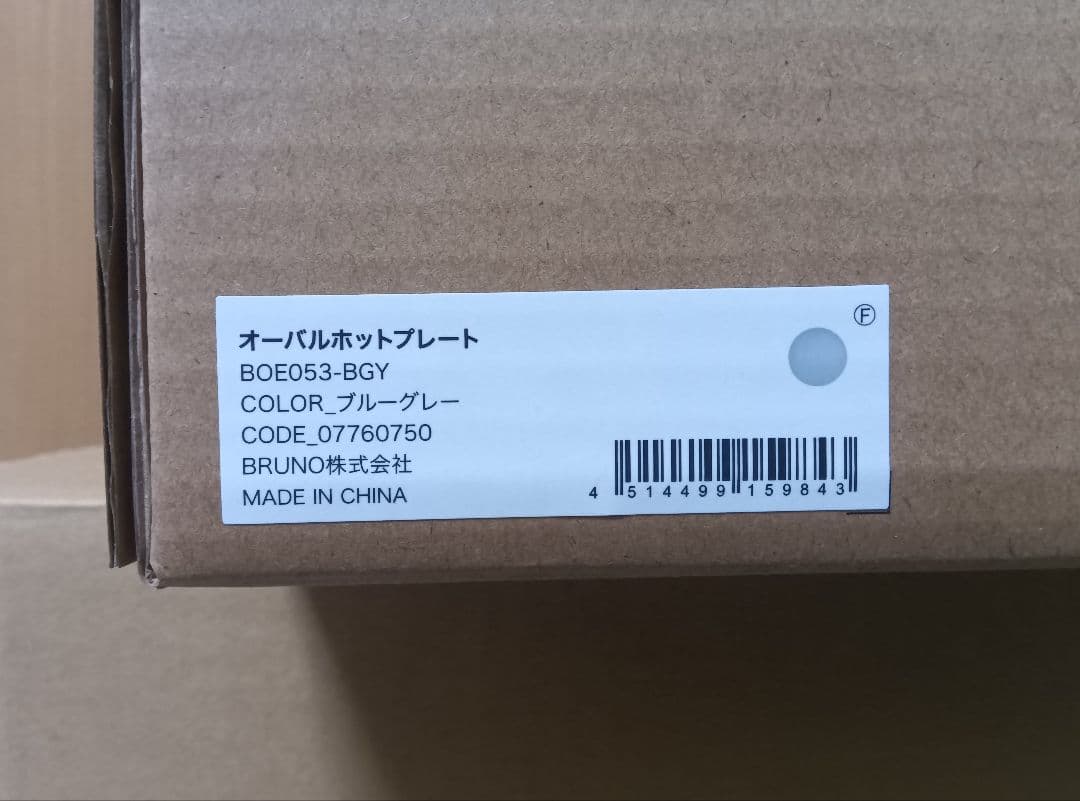 オーバルホットプレート
Ⓕ
BOE053-BGY
COLOR_ブルーグレー
CODE_07760750
BRUNO株式会社
MADE IN CHINA
4 514499 159843